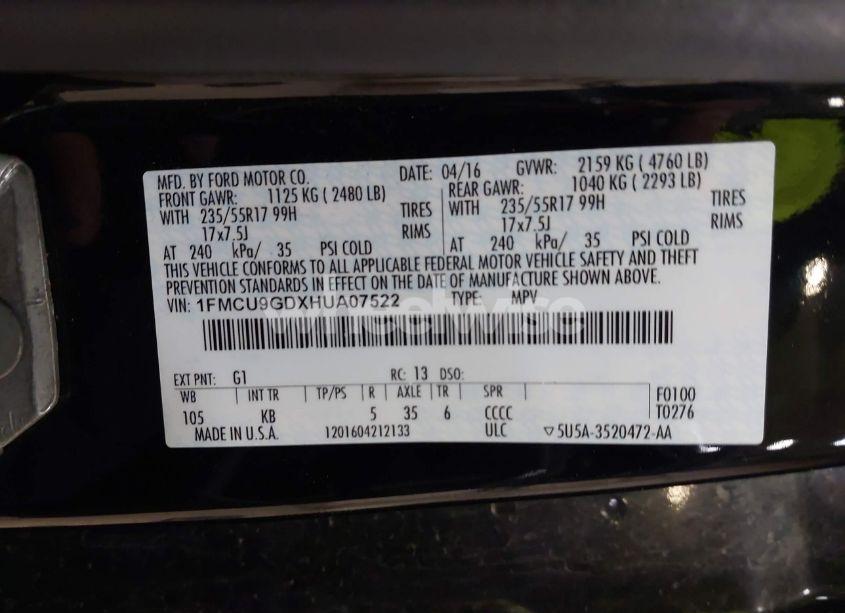 MFD. BY FORD MOTOR CO. DATE: 04/16 GVWR: 2159 KG ( 4760 LB)
FRONT GAWR: 1125 KG ( 2480 LB) REAR GAWR: 1040 KG ( 2293 LB)
WITH 235/55R17 99H TIRES WITH 235/55R17 99H TIRES
17x7.5J RIMS 17x7.5J RIMS
AT 240 kPa/ 35 PSI COLD AT 240 kPa/ 35 PSI COLD
THIS VEHICLE CONFORMS TO ALL APPLICABLE FEDERAL MOTOR VEHICLE SAFETY AND THEFT
PREVENTION STANDARDS IN EFFECT ON THE DATE OF MANUFACTURE SHOWN ABOVE.
VIN: 1FMCU9GDXHUA07522 TYPE: MPV
wheelwise
EXT PNT: G1 RC: 13 DSO:
WB INT TR TP/PS R AXLE TR SPR F0100
105 KB 5 35 6 CCCC T0276
MADE IN U.S.A. 1201604212133 ULC ▽5U5A-3520472-AA